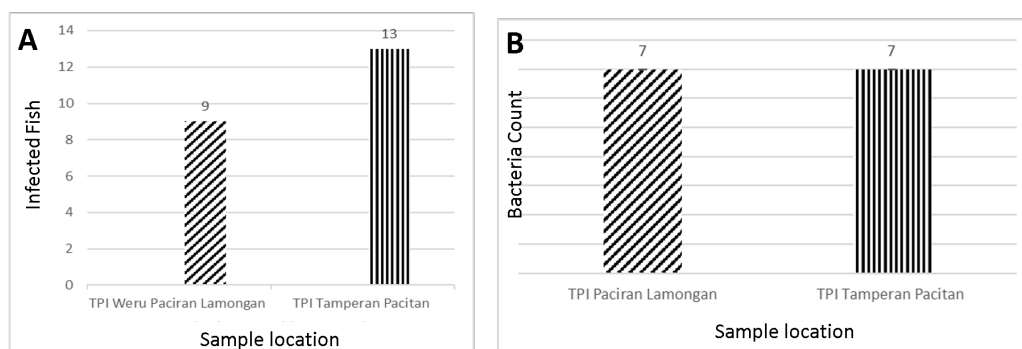 A
Infected Fish
14
12
10
8
6
4
2
0
9
13
TPI Weru Paciran Lamongan
TPI Tamperan Pacitan
Sample location
B
Bacteria Count
7
7
TPI Paciran Lamongan
TPI Tamperan Pacitan
Sample location